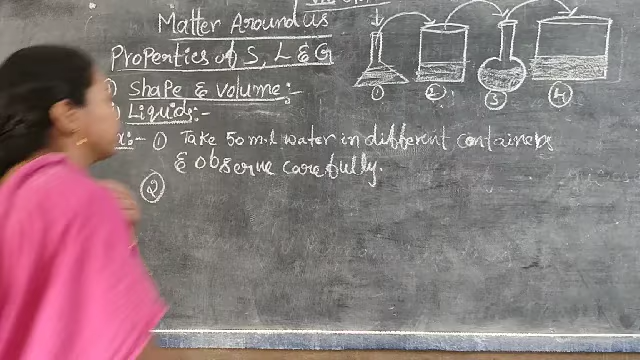 Matter Around us
Properties of S, L & G
Shape & volume:-
Liquids:-
① Take 50 m.l water in different containers
& observe carefully.
②
① ② ③ ④